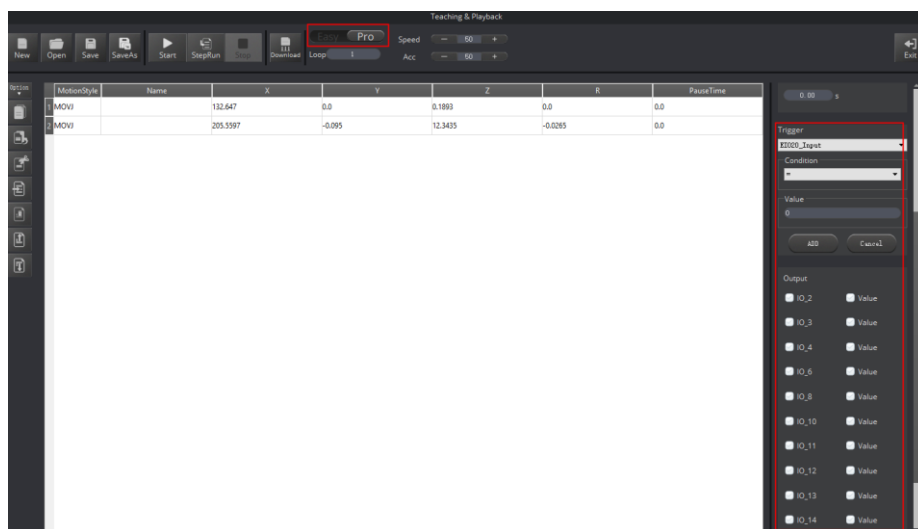 Teaching & Playback
Easy Pro
Speed - 50 +
New Open Save SaveAs Start StepRun Stop Download Loop 1 Acc - 50 + Exit
Option MotionStyle Name X Y Z R PauseTime
0.00 s
1 MOVJ 132.647 0.0 0.1893 0.0 0.0
2 MOVJ 205.5597 -0.095 12.3435 -0.0265 0.0
Trigger
EIO20_Input
Condition
=
Value
0
ADD Cancel
Output
IO_2 Value
IO_3 Value
IO_4 Value
IO_6 Value
IO_8 Value
IO_10 Value
IO_11 Value
IO_12 Value
IO_13 Value
IO_14 Value